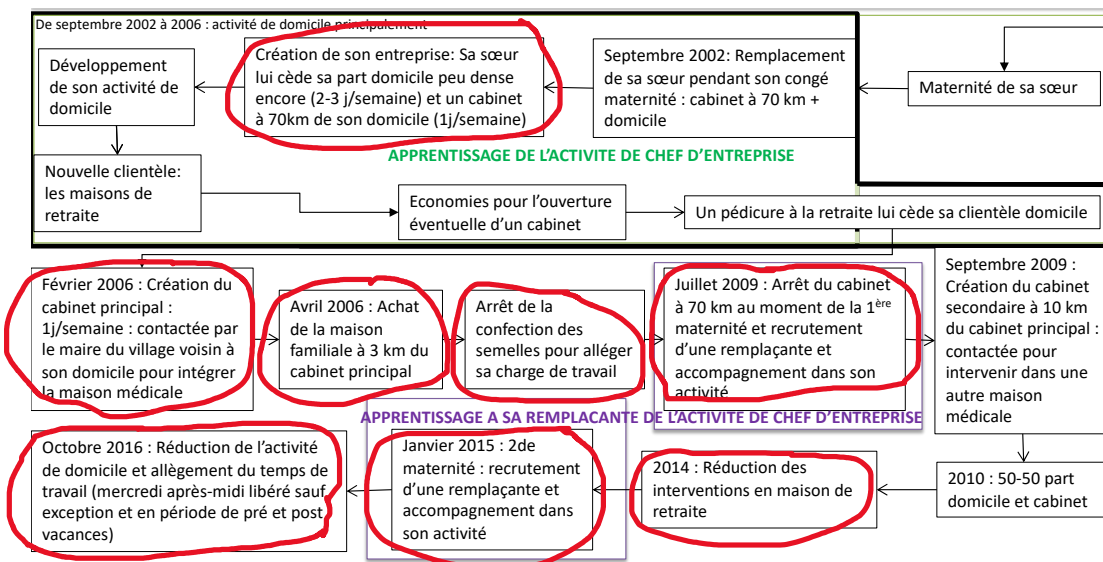 De septembre 2002 à 2006 : activité de domicile principalement
Maternité de sa sœur
Septembre 2002: Remplacement
de sa sœur pendant son congé
maternité : cabinet à 70 km +
domicile
Création de son entreprise: Sa sœur
lui cède sa part domicile peu dense
encore (2-3 j/semaine) et un cabinet
à 70km de son domicile (1j/semaine)
Développement
de son activité de
domicile
APPRENTISSAGE DE L’ACTIVITE DE CHEF D’ENTREPRISE
Nouvelle clientèle:
les maisons de
retraite
Economies pour l’ouverture
éventuelle d’un cabinet
Un pédicure à la retraite lui cède sa clientèle domicile
Février 2006 : Création du
cabinet principal :
1j/semaine : contactée par
le maire du village voisin à
son domicile pour intégrer
la maison médicale
Avril 2006 : Achat
de la maison
familiale à 3 km du
cabinet principal
Arrêt de la
confection des
semelles pour alléger
sa charge de travail
Juillet 2009 : Arrêt du cabinet
à 70 km au moment de la 1ère
maternité et recrutement
d’une remplaçante et
accompagnement dans son
activité
Septembre 2009 :
Création du cabinet
secondaire à 10 km
du cabinet principal :
contactée pour
intervenir dans une
autre maison
médicale
APPRENTISSAGE A SA REMPLACANTE DE L’ACTIVITE DE CHEF D’ENTREPRISE
2010 : 50-50 part
domicile et cabinet
2014 : Réduction des
interventions en maison de
retraite
Janvier 2015 : 2de
maternité : recrutement
d’une remplaçante et
accompagnement dans
son activité
Octobre 2016 : Réduction de l’activité
de domicile et allègement du temps de
travail (mercredi après-midi libéré sauf
exception et en période de pré et post
vacances)